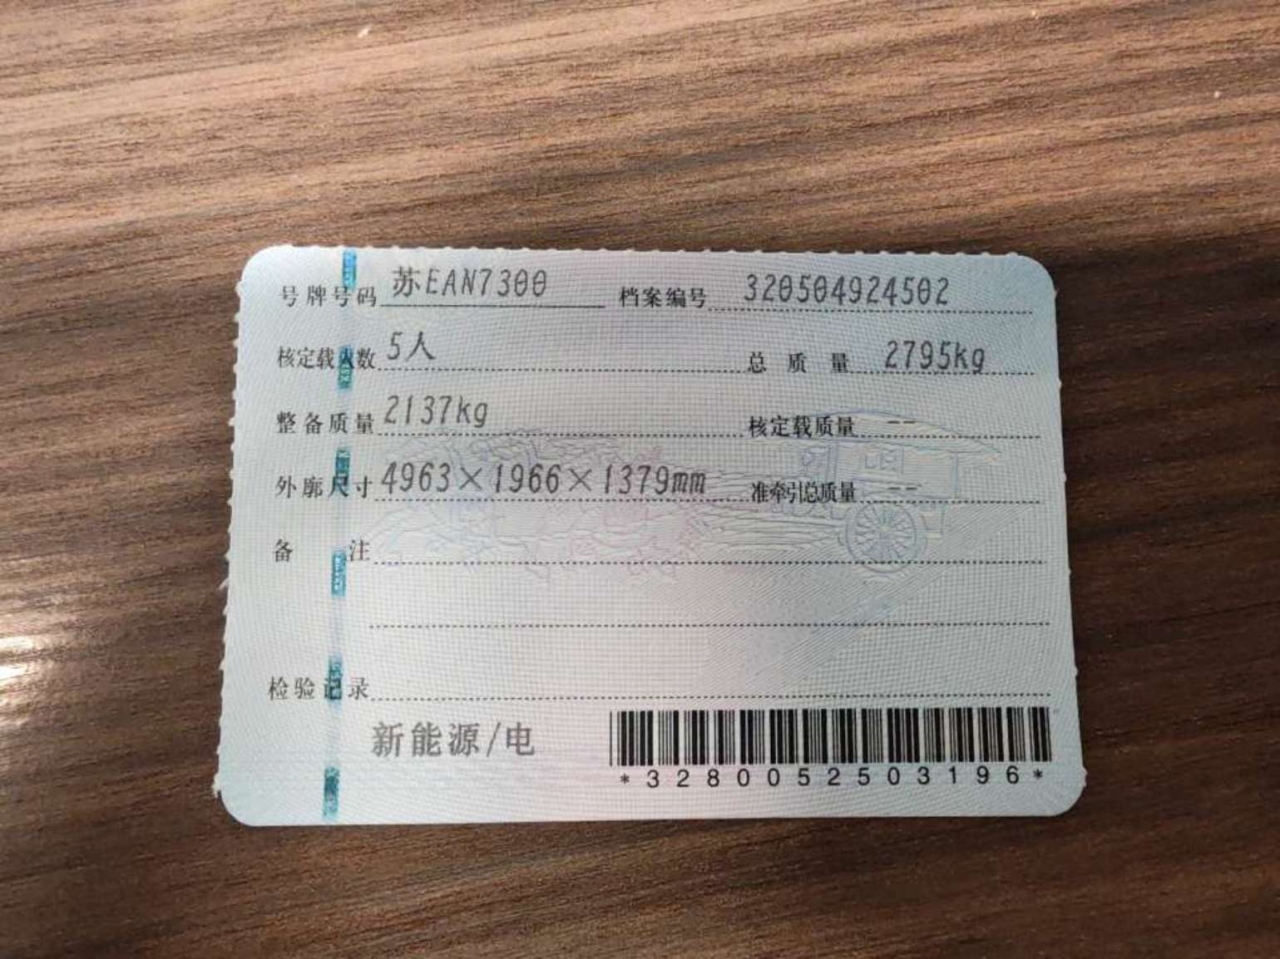 号牌号码 苏EAN7300 档案编号 320504924502
核定载人数 5人 总质量 2795kg
整备质量 2137kg 核定载质量 --
外廓尺寸 4963×1966×1379mm 准牵引总质量 --
备注
检验记录
新能源/电
*3280052503196*